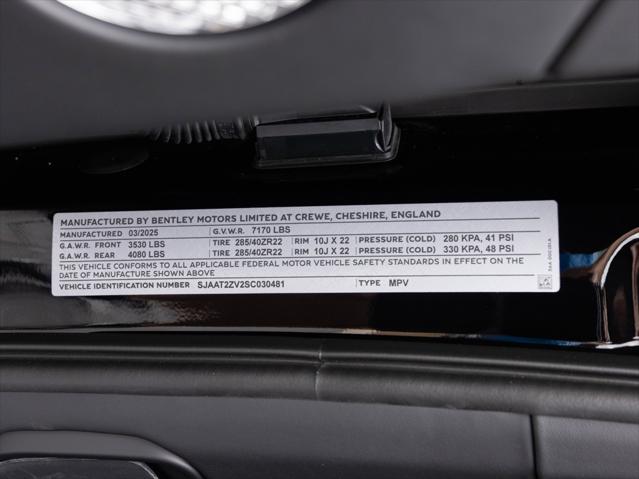 MANUFACTURED BY BENTLEY MOTORS LIMITED AT CREWE, CHESHIRE, ENGLAND
MANUFACTURED 03/2025 G.V.W.R. 7170 LBS
G.A.W.R. FRONT 3530 LBS TIRE 285/40ZR22 RIM 10J X 22 PRESSURE (COLD) 280 KPA, 41 PSI
G.A.W.R. REAR 4080 LBS TIRE 285/40ZR22 RIM 10J X 22 PRESSURE (COLD) 330 KPA, 48 PSI
THIS VEHICLE CONFORMS TO ALL APPLICABLE FEDERAL MOTOR VEHICLE SAFETY STANDARDS IN EFFECT ON THE
DATE OF MANUFACTURE SHOWN ABOVE
VEHICLE IDENTIFICATION NUMBER SJAAT2ZV2SC030481 TYPE MPV